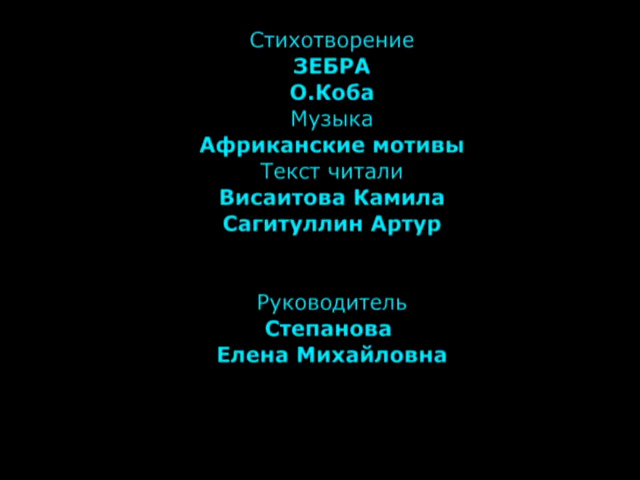 Стихотворение
ЗЕБРА
О.Коба
Музыка
Африканские мотивы
Текст читали
Висаитова Камила
Сагитуллин Артур
Руководитель
Степанова
Елена Михайловна